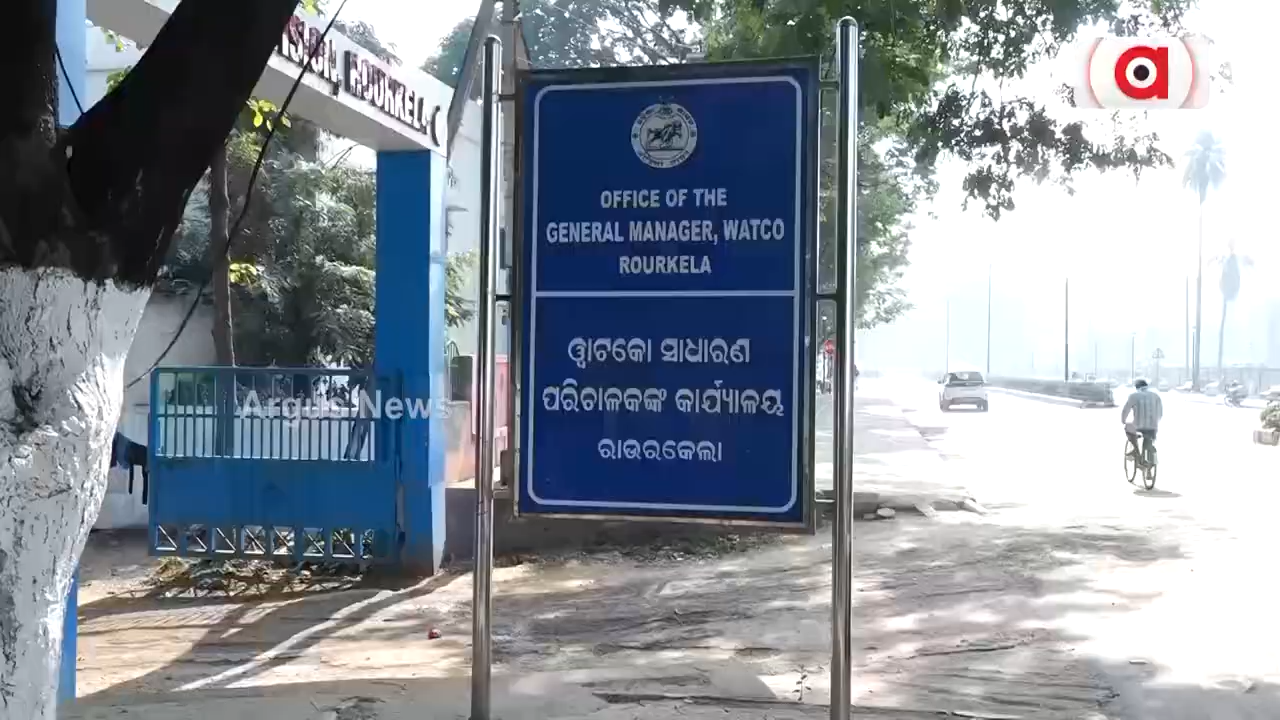 ROURKELA
OFFICE OF THE
GENERAL MANAGER, WATCO
ROURKELA
ୱାଟକୋ ସାଧାରଣ
ପରିଚାଳକଙ୍କ କାର୍ଯ୍ୟାଳୟ
ରାଉରକେଲା
Argus News
a